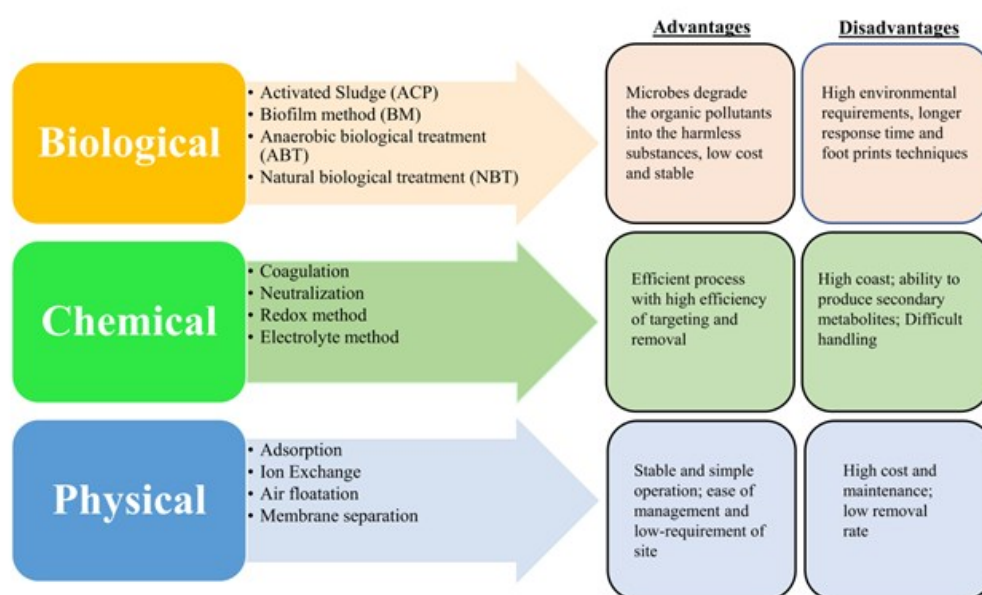 Advantages
Disadvantages
Biological
• Activated Sludge (ACP)
• Biofilm method (BM)
• Anaerobic biological treatment
(ABT)
• Natural biological treatment (NBT)
Microbes degrade
the organic pollutants
into the harmless
substances, low cost
and stable
High environmental
requirements, longer
response time and
foot prints techniques
Chemical
• Coagulation
• Neutralization
• Redox method
• Electrolyte method
Efficient process
with high efficiency
of targeting and
removal
High coast; ability to
produce secondary
metabolites; Difficult
handling
Physical
• Adsorption
• Ion Exchange
• Air floatation
• Membrane separation
Stable and simple
operation; ease of
management and
low-requirement of
site
High cost and
maintenance;
low removal
rate